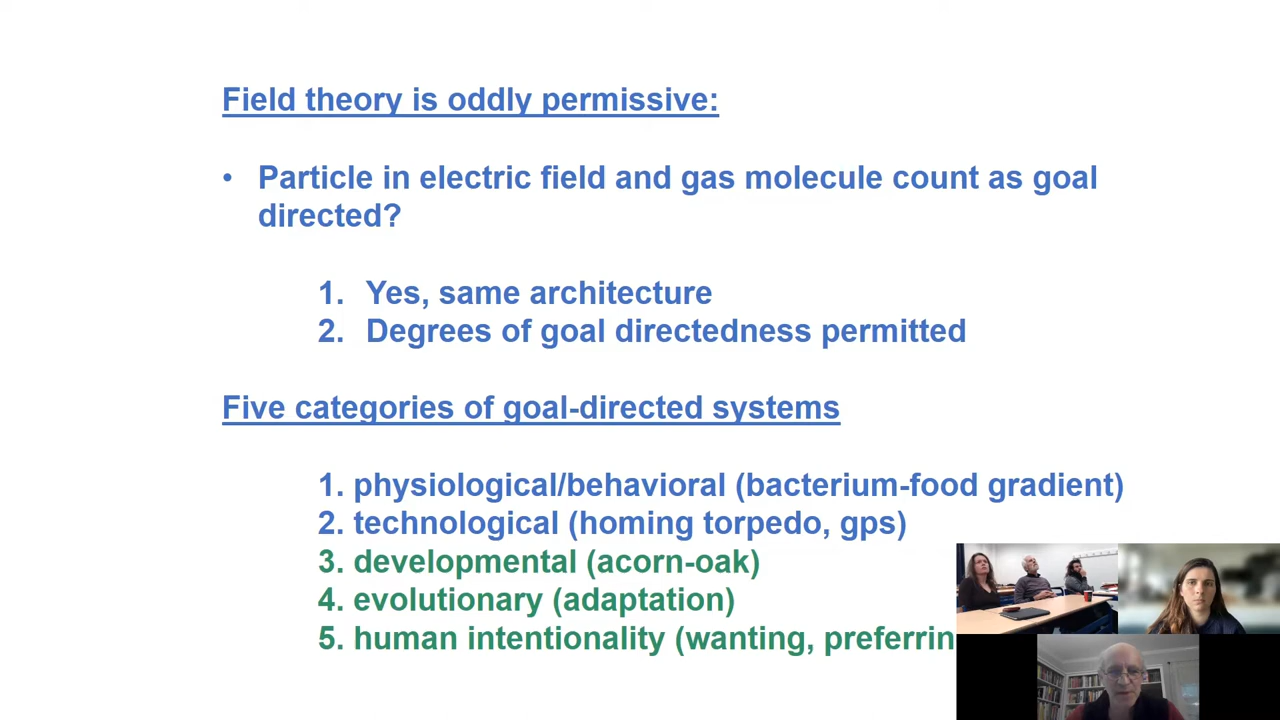 Field theory is oddly permissive:
• Particle in electric field and gas molecule count as goal
directed?
1. Yes, same architecture
2. Degrees of goal directedness permitted
Five categories of goal-directed systems
1. physiological/behavioral (bacterium-food gradient)
2. technological (homing torpedo, gps)
3. developmental (acorn-oak)
4. evolutionary (adaptation)
5. human intentionality (wanting, preferrin